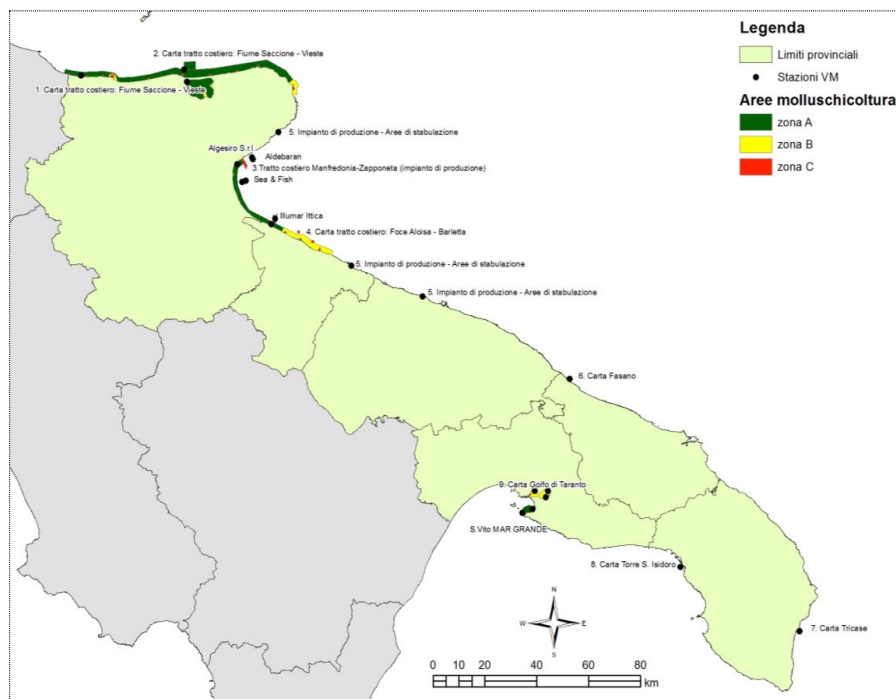 Legenda
Limiti provinciali
Stazioni VM
Aree molluschicoltura
zona A
zona B
zona C
2. Carta tratto costiero: Fiume Saccione - Vieste
1. Carta tratto costiero: Fiume Saccione - Vieste
5. Impianto di produzione - Aree di stabulazione
Algesiro S.r.l.
Aldebaran
3.Tratto costiero Manfredonia-Zapponeta (impianto di produzione)
Sea & Fish
Illumar Ittica
4. Carta tratto costiero: Foce Aloisa - Barletta
5. Impianto di produzione - Aree di stabulazione
5. Impianto di produzione - Aree di stabulazione
6. Carta Fasano
9. Carta Golfo di Taranto
S.Vito MAR GRANDE
8. Carta Torre S. Isidoro
7. Carta Tricase
N
W E
S
0 10 20 40 60 80
km